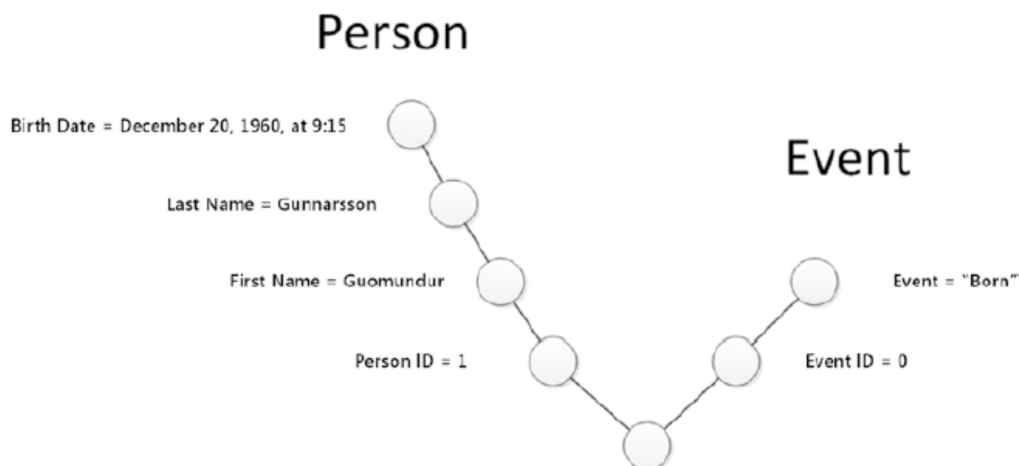 Person
Birth Date = December 20, 1960, at 9:15
Event
Last Name = Gunnarsson
First Name = Guomundur
Event = "Born"
Person ID = 1
Event ID = 0